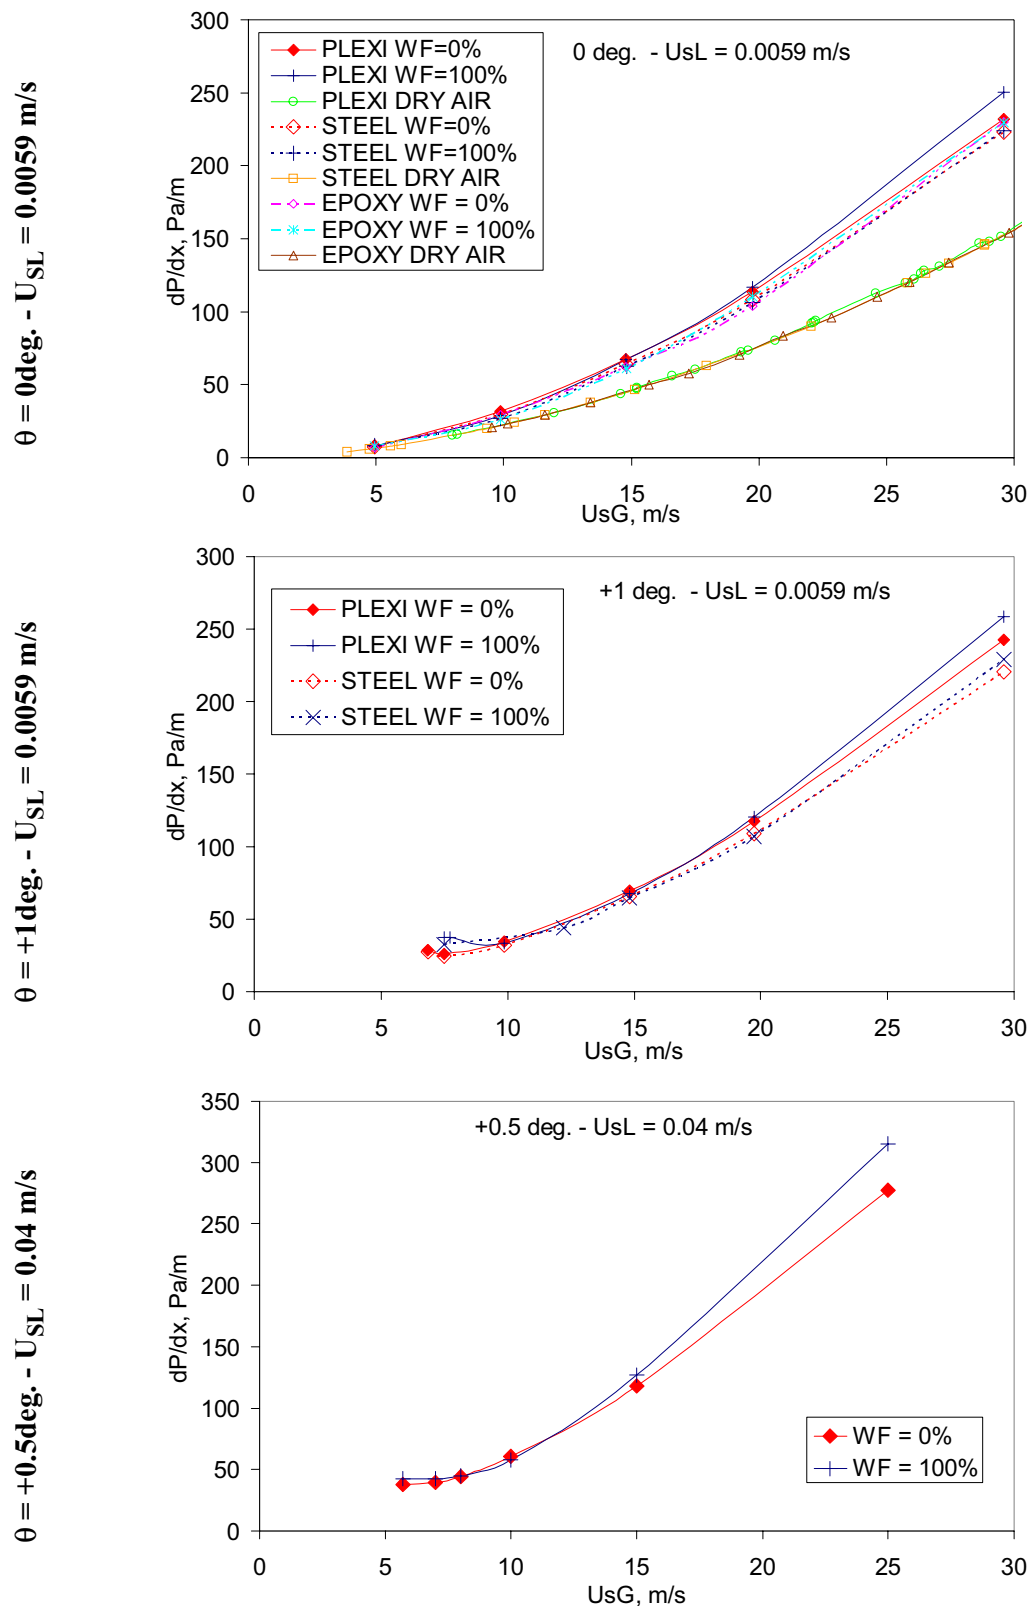 θ = 0deg. - USL = 0.0059 m/s
300
250
200
150
100
50
0
dP/dx, Pa/m
PLEXI WF=0%
PLEXI WF=100%
PLEXI DRY AIR
STEEL WF=0%
STEEL WF=100%
STEEL DRY AIR
EPOXY WF = 0%
EPOXY WF = 100%
EPOXY DRY AIR
0 deg. - UsL = 0.0059 m/s
0 5 10 15 20 25 30
UsG, m/s
θ = +1deg. - USL = 0.0059 m/s
300
250
200
150
100
50
0
dP/dx, Pa/m
PLEXI WF = 0%
PLEXI WF = 100%
STEEL WF = 0%
STEEL WF = 100%
+1 deg. - UsL = 0.0059 m/s
0 5 10 15 20 25 30
UsG, m/s
θ = +0.5deg. - USL = 0.04 m/s
350
300
250
200
150
100
50
0
dP/dx, Pa/m
+0.5 deg. - UsL = 0.04 m/s
WF = 0%
WF = 100%
0 5 10 15 20 25 30
UsG, m/s